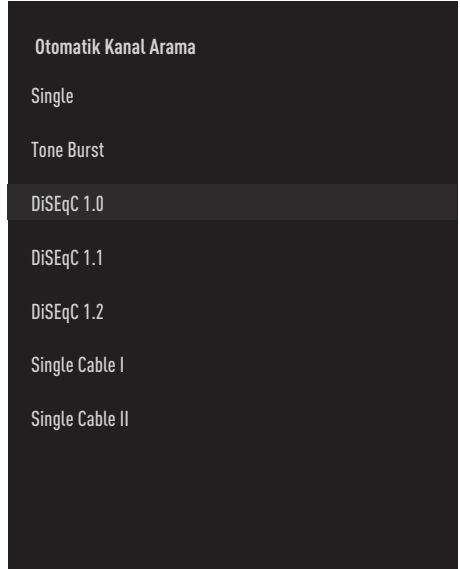 Otomatik Kanal Arama
Single
Tone Burst
DiSEqC 1.0
DiSEqC 1.1
DiSEqC 1.2
Single Cable I
Single Cable II